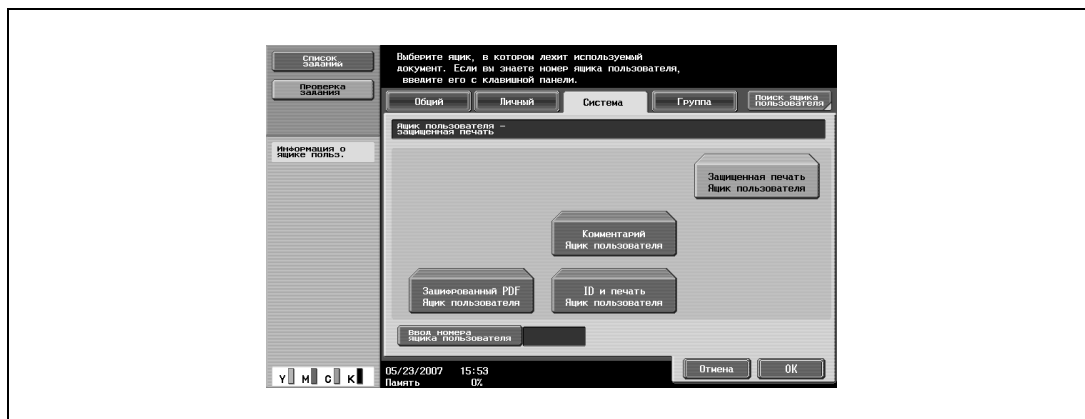 Список
заданий
Проверка
задания
Информация о
ящике польз.
Выберите ящик, в котором лежит используемый
документ. Если вы знаете номер ящика пользователя,
введите его с клавишной панели.
Общий
Личный
Система
Группа
Поиск ящика
пользователя
Ящик пользователя –
защищенная печать
Защищенная печать
Ящик пользователя
Комментарий
Ящик пользователя
Зашифрованный PDF
Ящик пользователя
ID и печать
Ящик пользователя
Ввод номера
ящика пользователя
Отмена
OK
Y M C K
05/23/2007 15:53
Память 0%